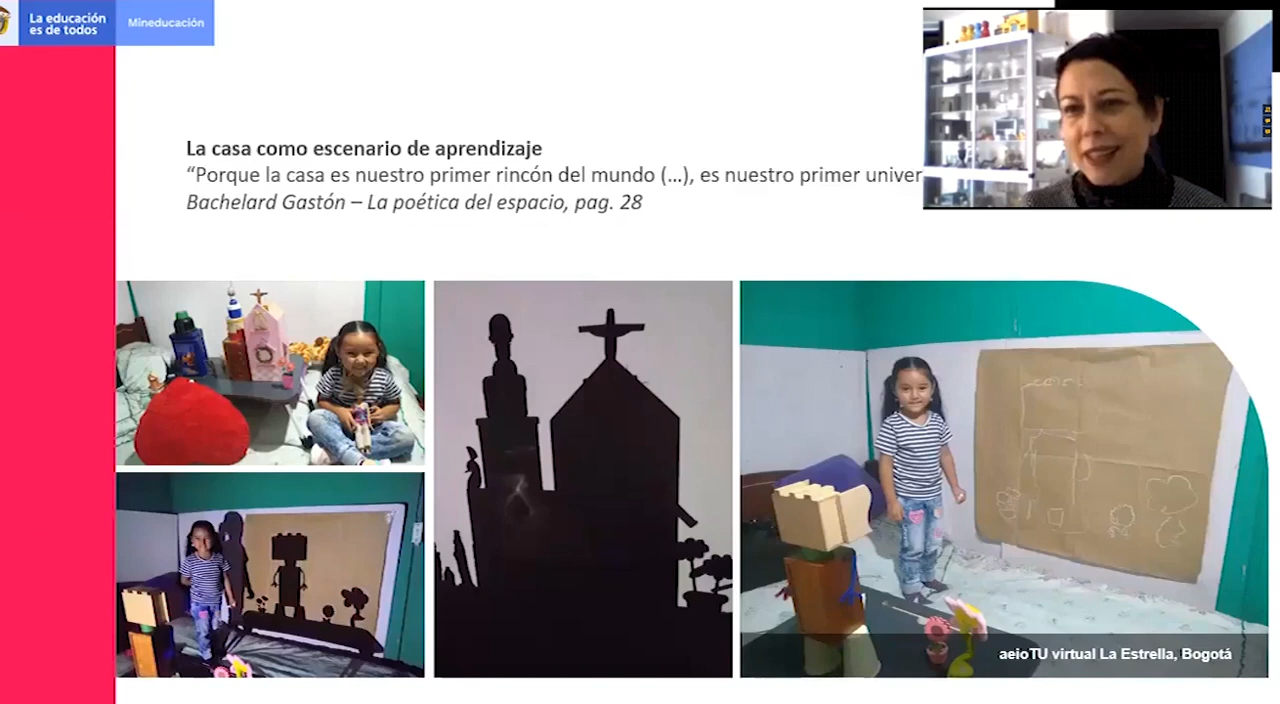 La educación
es de todos
Mineducación
La casa como escenario de aprendizaje
“Porque la casa es nuestro primer rincón del mundo (…), es nuestro primer univer
Bachelard Gastón – La poética del espacio, pag. 28
aeioTU virtual La Estrella, Bogotá